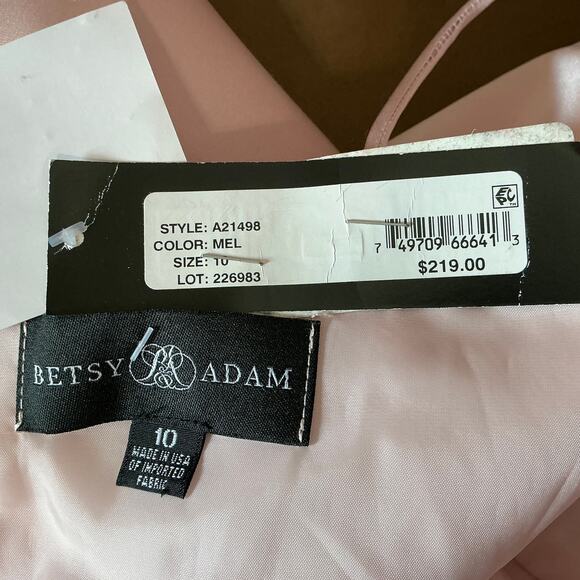 STYLE: A21498
COLOR: MEL
SIZE: 10
LOT: 226983
7 49709 66641 3
$219.00
BETSY & ADAM
10
MADE IN USA
OF IMPORTED
FABRIC